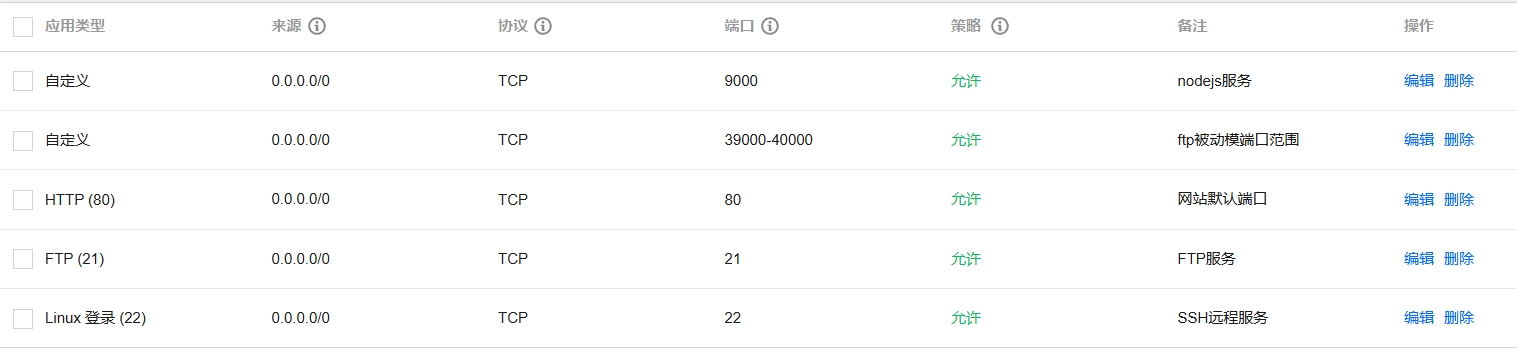 应用类型 来源 协议 端口 策略 备注 操作
自定义 0.0.0.0/0 TCP 9000 允许 nodejs服务 编辑 删除
自定义 0.0.0.0/0 TCP 39000-40000 允许 ftp被动模端口范围 编辑 删除
HTTP (80) 0.0.0.0/0 TCP 80 允许 网站默认端口 编辑 删除
FTP (21) 0.0.0.0/0 TCP 21 允许 FTP服务 编辑 删除
Linux 登录 (22) 0.0.0.0/0 TCP 22 允许 SSH远程服务 编辑 删除